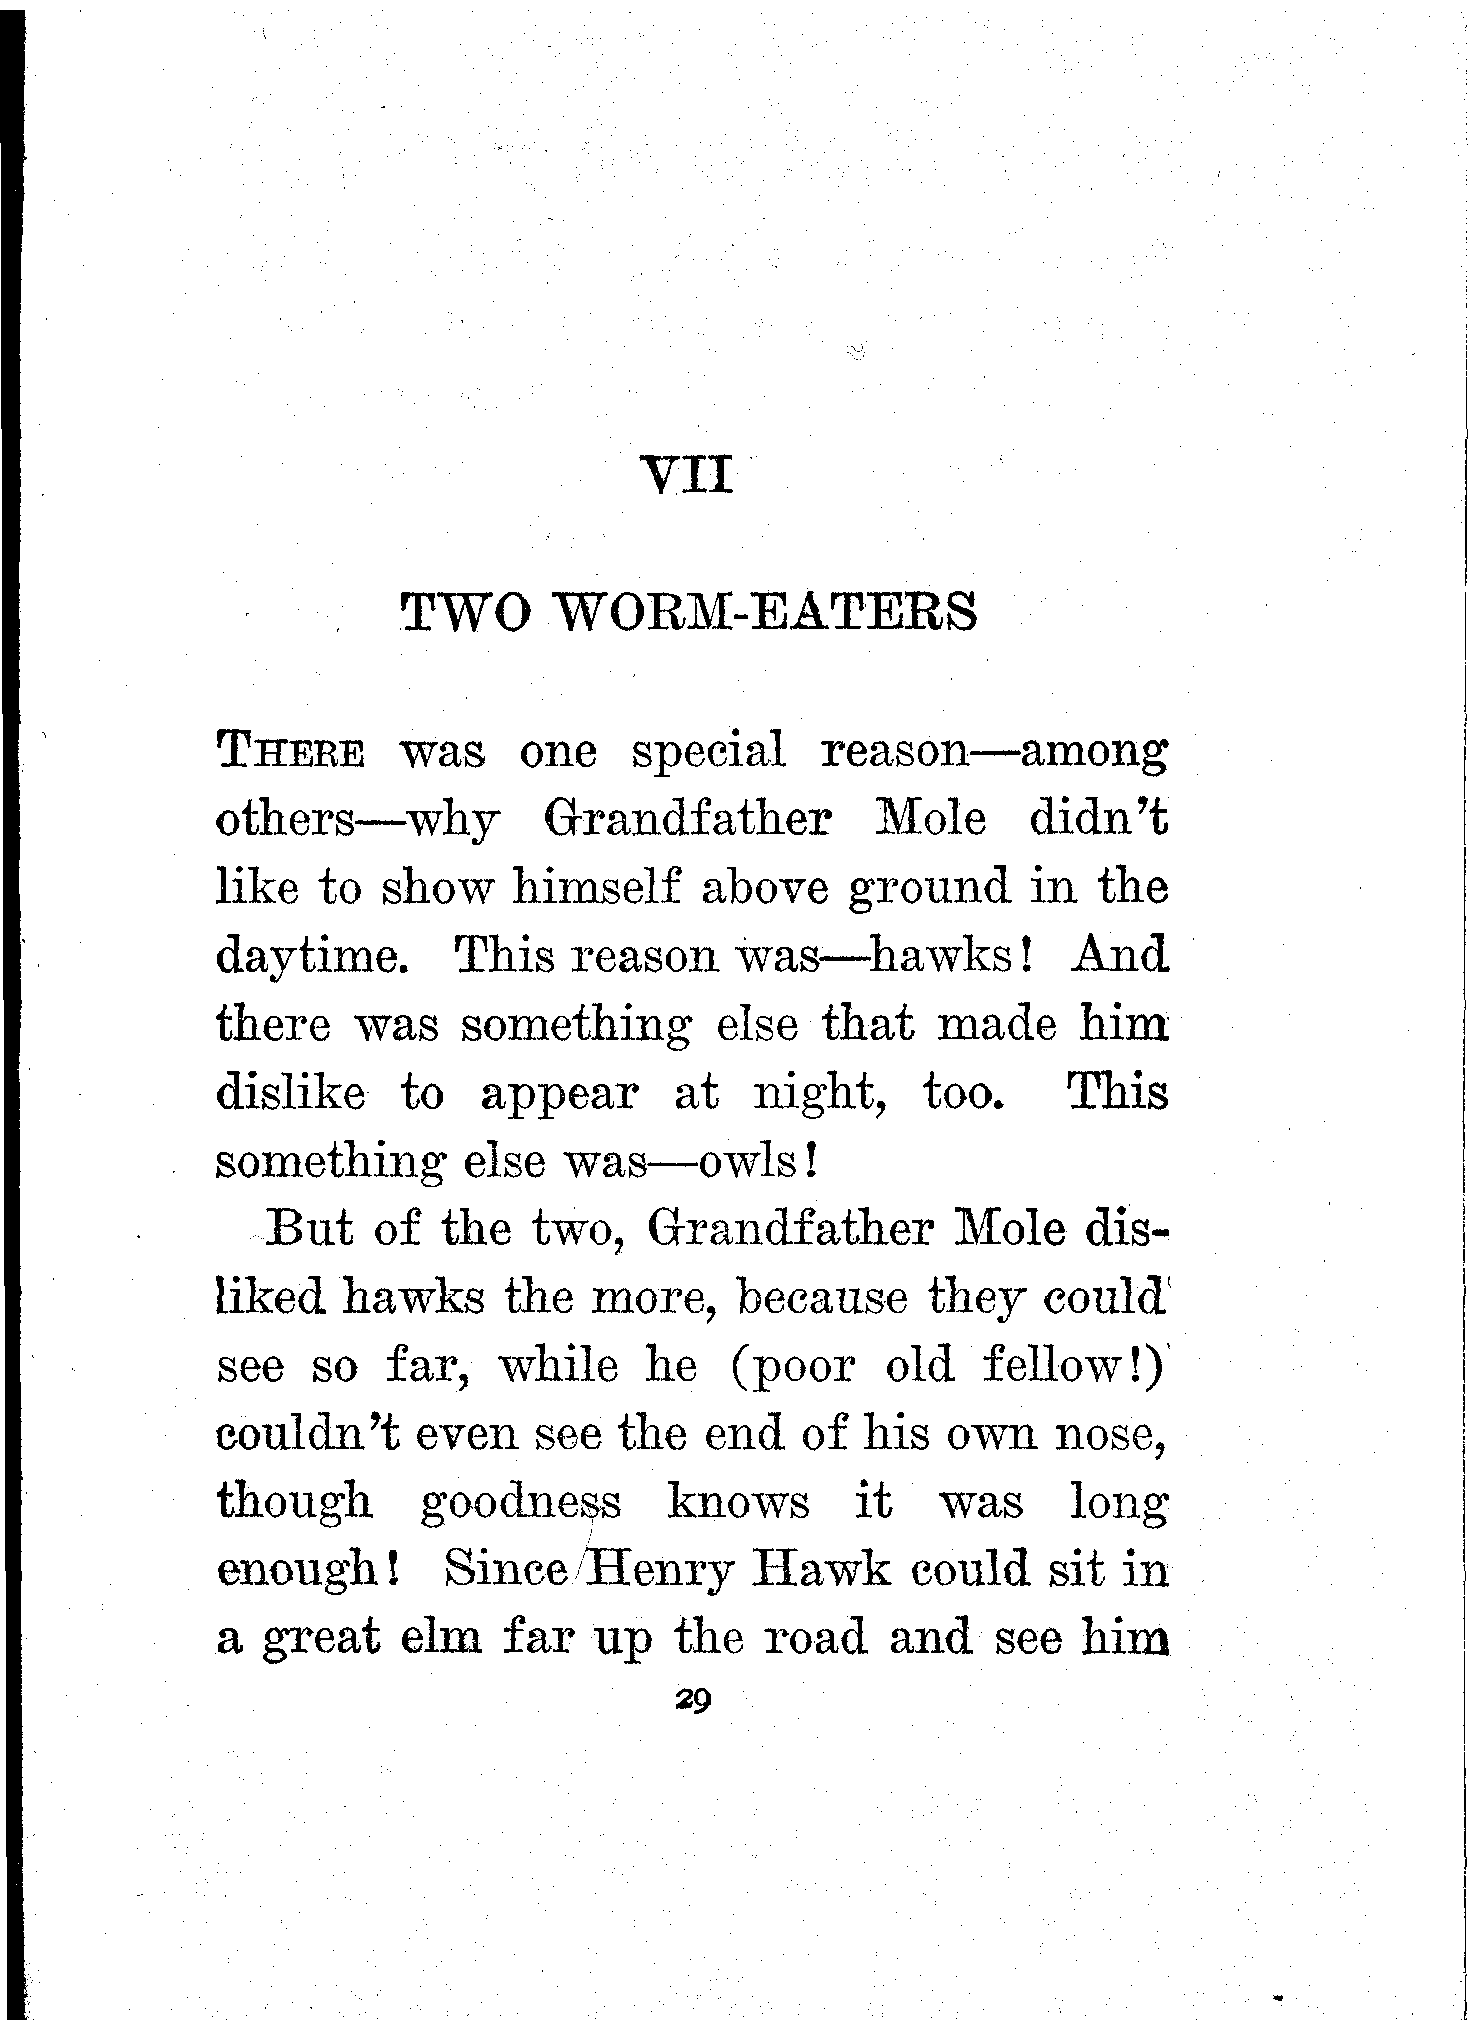 VII
TWO WORM-EATERS
THERE was one special reason—among
others—why Grandfather Mole didn't
like to show himself above ground in the
daytime. This reason was—hawks! And
there was something else that made him
dislike to appear at night, too. This
something else was—owls!
But of the two, Grandfather Mole dis-
liked hawks the more, because they could
see so far, while he (poor old fellow!)
couldn't even see the end of his own nose,
though goodness knows it was long
enough! Since Henry Hawk could sit in
a great elm far up the road and see him
29